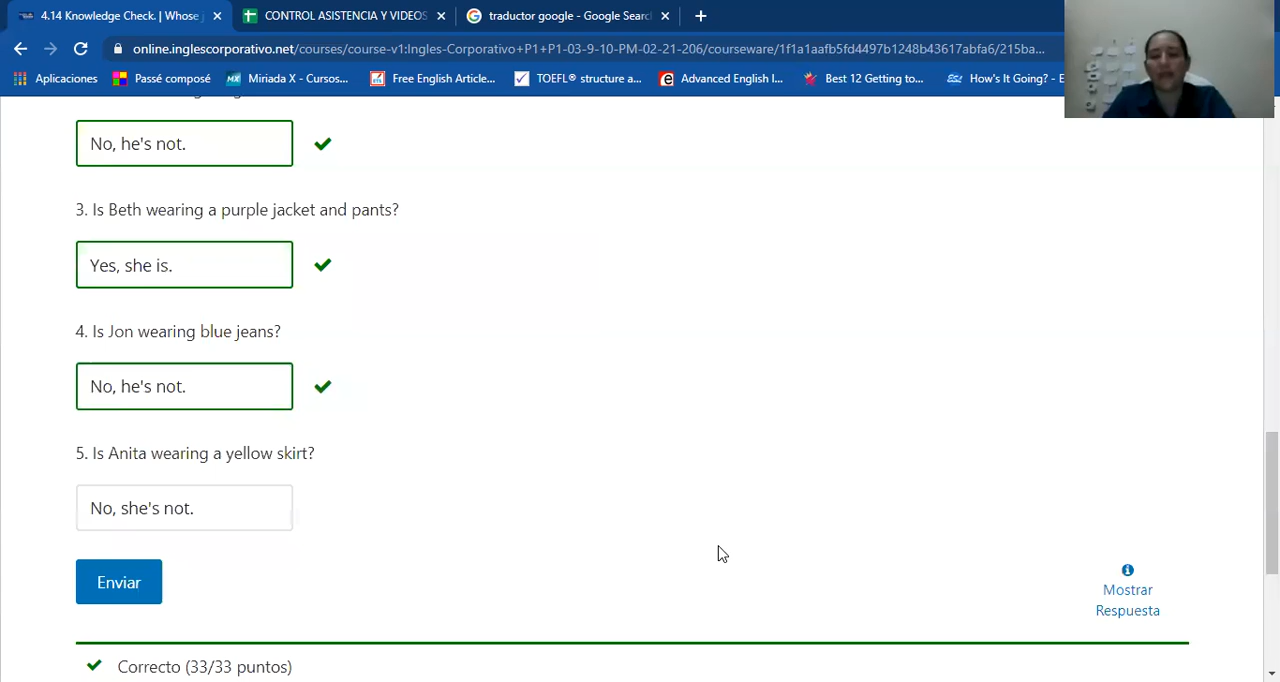 4.14 Knowledge Check. | Whose j
CONTROL ASISTENCIA Y VIDEOS
traductor google - Google Searc
online.inglescorporativo.net/courses/course-v1:Ingles-Corporativo+P1+P1-03-9-10-PM-02-21-206/courseware/1f1a1aafb5fd4497b1248b43617abfa6/215ba...
Aplicaciones
Passé composé
Miriada X - Cursos...
Free English Article...
TOEFL® structure a...
Advanced English l...
Best 12 Getting to...
How's It Going? - E
No, he's not.
3. Is Beth wearing a purple jacket and pants?
Yes, she is.
4. Is Jon wearing blue jeans?
No, he's not.
5. Is Anita wearing a yellow skirt?
No, she's not.
Enviar
Mostrar
Respuesta
Correcto (33/33 puntos)